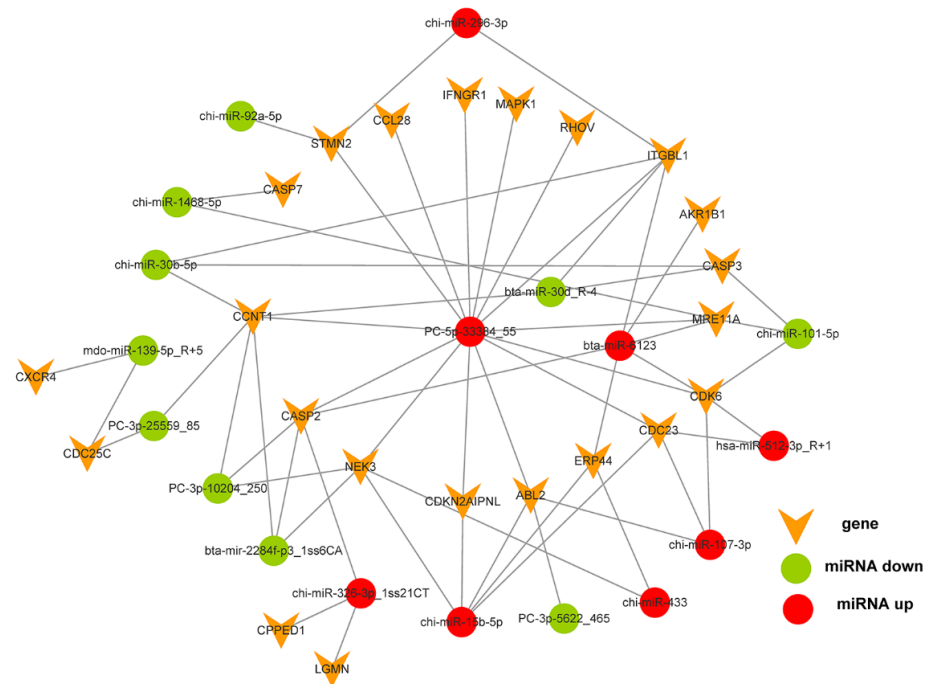 chi-miR-296-3p
IFNGR1
MAPK1
chi-miR-92a-5p
CCL28
RHOV
STMN2
ITGBL1
CASP7
chi-miR-1468-5p
AKR1B1
chi-miR-30b-5p
CASP3
bta-miR-30d_R-4
CCNT1
MRE11A
PC-5p-33384_55
chi-miR-101-5p
bta-miR-6123
mdo-miR-139-5p_R+5
CXCR4
CDK6
CASP2
PC-3p-25559_85
CDC23
hsa-miR-512-3p_R+1
CDC25C
ERP44
NEK3
PC-3p-10204_250
CDKN2AIPNL
ABL2
gene
chi-miR-107-3p
bta-mir-2284f-p3_1ss6CA
miRNA down
chi-miR-326-3p_1ss21CT
chi-miR-433
miRNA up
chi-miR-15b-5p
PC-3p-5622_465
CPPED1
LGMN